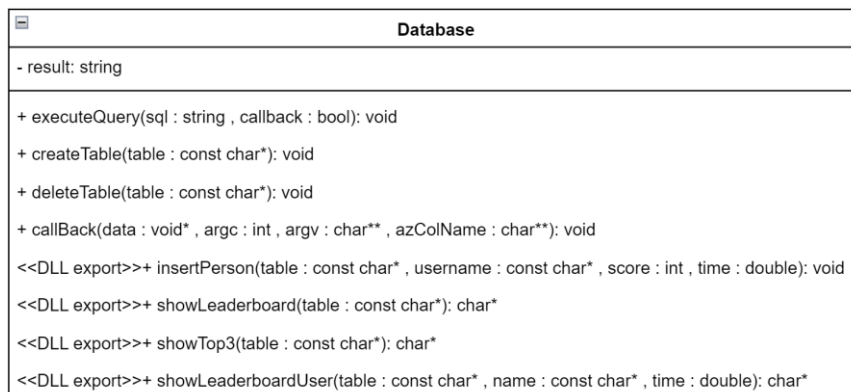 Database
- result: string
+ executeQuery(sql : string , callback : bool): void
+ createTable(table : const char*): void
+ deleteTable(table : const char*): void
+ callBack(data : void* , argc : int , argv : char** , azColName : char**): void
<<DLL export>>+ insertPerson(table : const char* , username : const char* , score : int , time : double): void
<<DLL export>>+ showLeaderboard(table : const char*): char*
<<DLL export>>+ showTop3(table : const char*): char*
<<DLL export>>+ showLeaderboardUser(table : const char* , name : const char* , time : double): char*